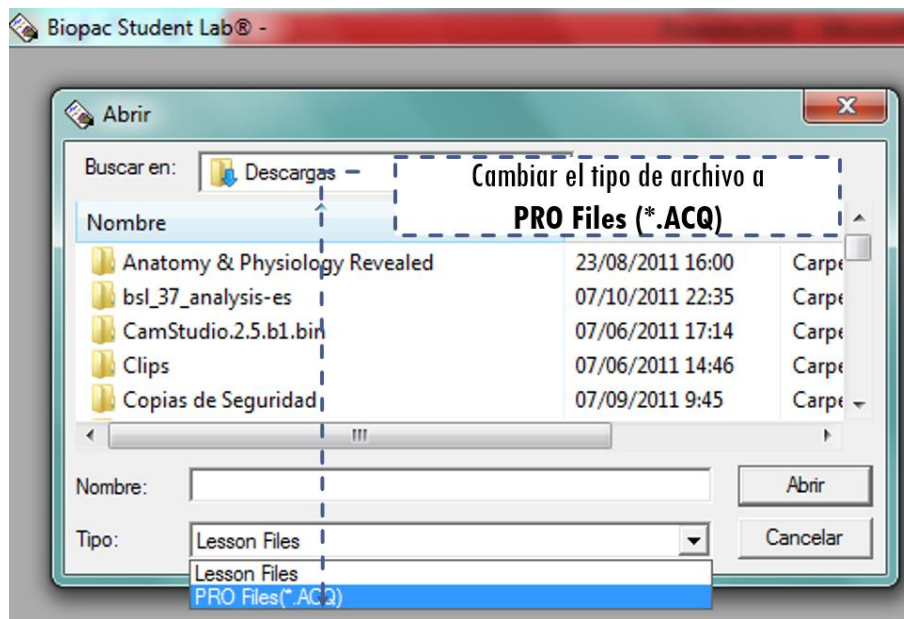 Biopac Student Lab® -
Abrir
Buscar en: Descargas
Cambiar el tipo de archivo a
PRO Files (*.ACQ)
Nombre
Anatomy & Physiology Revealed 23/08/2011 16:00 Carpe
bsl_37_analysis-es 07/10/2011 22:35 Carpe
CamStudio.2.5.b1.bin 07/06/2011 17:14 Carpe
Clips 07/06/2011 14:46 Carpe
Copias de Seguridad 07/09/2011 9:45 Carpe
Nombre: Abrir
Tipo: Lesson Files Cancelar
Lesson Files
PRO Files(*.ACQ)